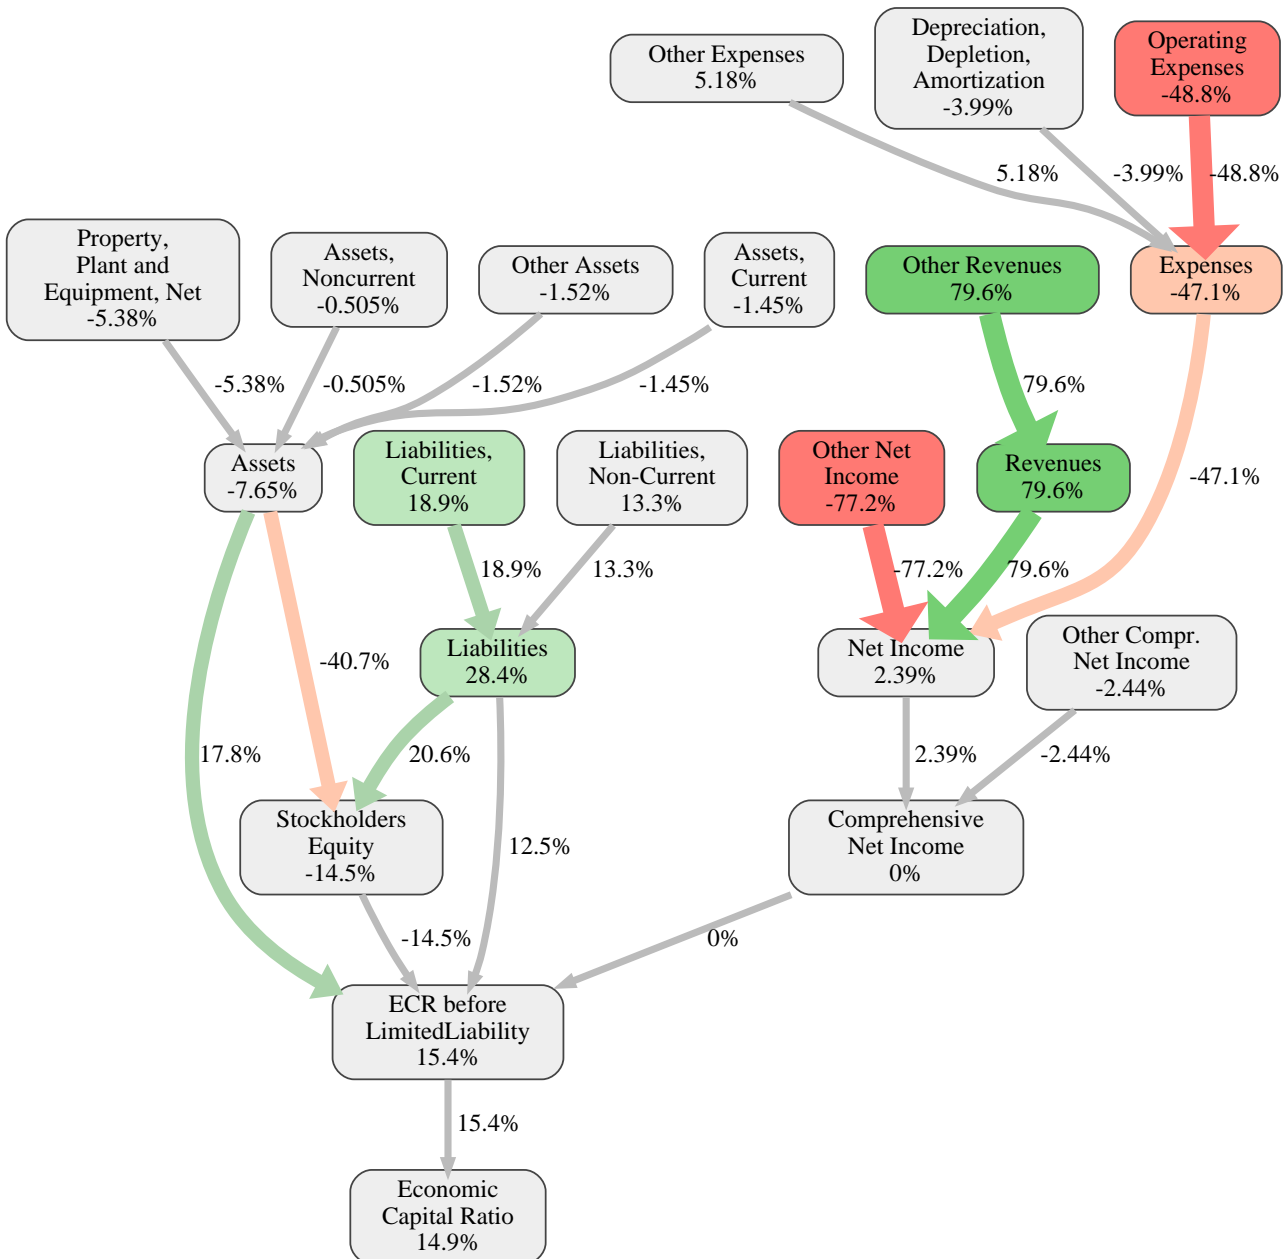 Other Expenses
5.18%
Depreciation,
Depletion,
Amortization
-3.99%
Operating
Expenses
-48.8%
5.18%
-3.99%
-48.8%
Property,
Plant and
Equipment, Net
-5.38%
Assets,
Noncurrent
-0.505%
Other Assets
-1.52%
Assets,
Current
-1.45%
Other Revenues
79.6%
Expenses
-47.1%
-5.38%
-0.505%
-1.52%
-1.45%
79.6%
-47.1%
Assets
-7.65%
Liabilities,
Current
18.9%
Liabilities,
Non-Current
13.3%
Other Net
Income
-77.2%
Revenues
79.6%
18.9%
13.3%
-77.2%
79.6%
-40.7%
Liabilities
28.4%
Net Income
2.39%
Other Compr.
Net Income
-2.44%
17.8%
20.6%
2.39%
-2.44%
Stockholders
Equity
-14.5%
12.5%
Comprehensive
Net Income
0%
-14.5%
0%
ECR before
LimitedLiability
15.4%
15.4%
Economic
Capital Ratio
14.9%